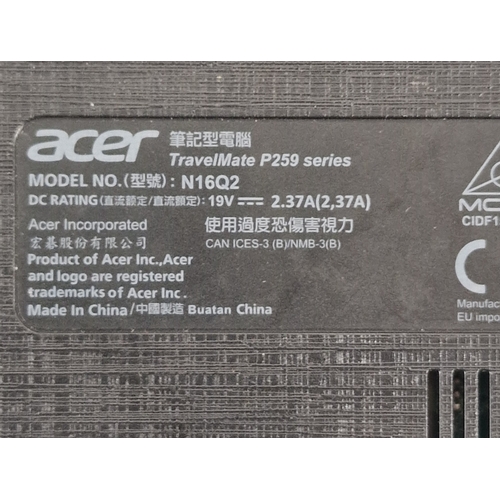 acer 筆記型電腦
TravelMate P259 series
MODEL NO.(型號): N16Q2
DC RATING(直流額定/直流額定): 19V⎓ 2.37A(2,37A)
Acer Incorporated
宏碁股份有限公司
使用過度恐傷害視力
CAN ICES-3 (B)/NMB-3(B)
Product of Acer Inc.,Acer
and logo are registered
trademarks of Acer Inc.
Made In China/中國製造 Buatan China
C